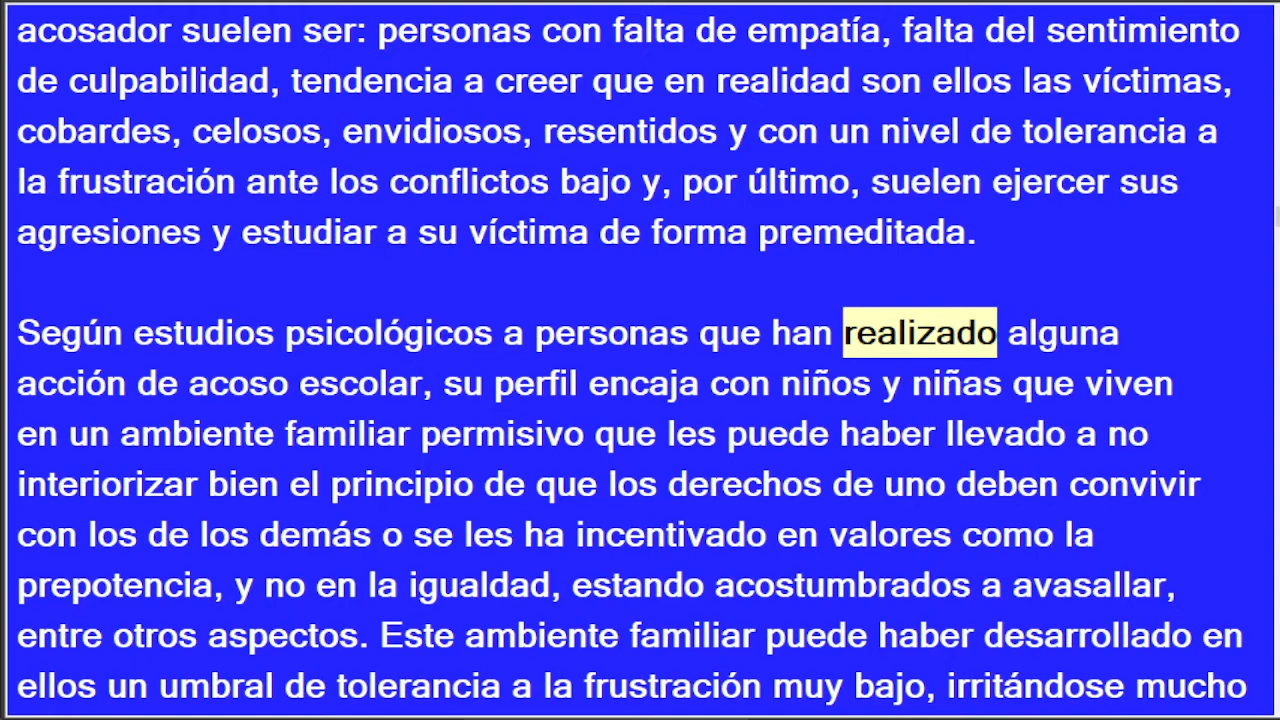 acosador suelen ser: personas con falta de empatía, falta del sentimiento
de culpabilidad, tendencia a creer que en realidad son ellos las víctimas,
cobardes, celosos, envidiosos, resentidos y con un nivel de tolerancia a
la frustración ante los conflictos bajo y, por último, suelen ejercer sus
agresiones y estudiar a su víctima de forma premeditada.
Según estudios psicológicos a personas que han realizado alguna
acción de acoso escolar, su perfil encaja con niños y niñas que viven
en un ambiente familiar permisivo que les puede haber llevado a no
interiorizar bien el principio de que los derechos de uno deben convivir
con los de los demás o se les ha incentivado en valores como la
prepotencia, y no en la igualdad, estando acostumbrados a avasallar,
entre otros aspectos. Este ambiente familiar puede haber desarrollado en
ellos un umbral de tolerancia a la frustración muy bajo, irritándose mucho